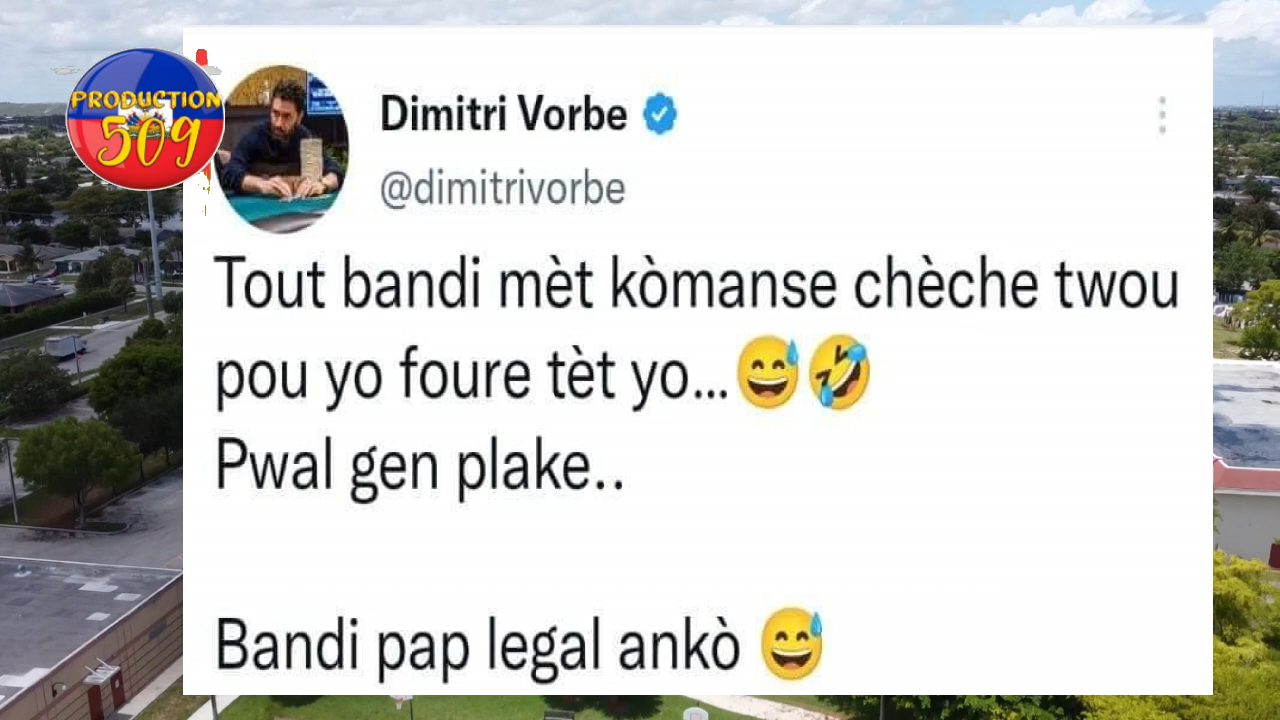 PRODUCTION
509
Dimitri Vorbe
@dimitrivorbe
Tout bandi mèt kòmanse chèche twou
pou yo foure tèt yo...😅🤣
Pwal gen plake..
Bandi pap legal ankò 😅